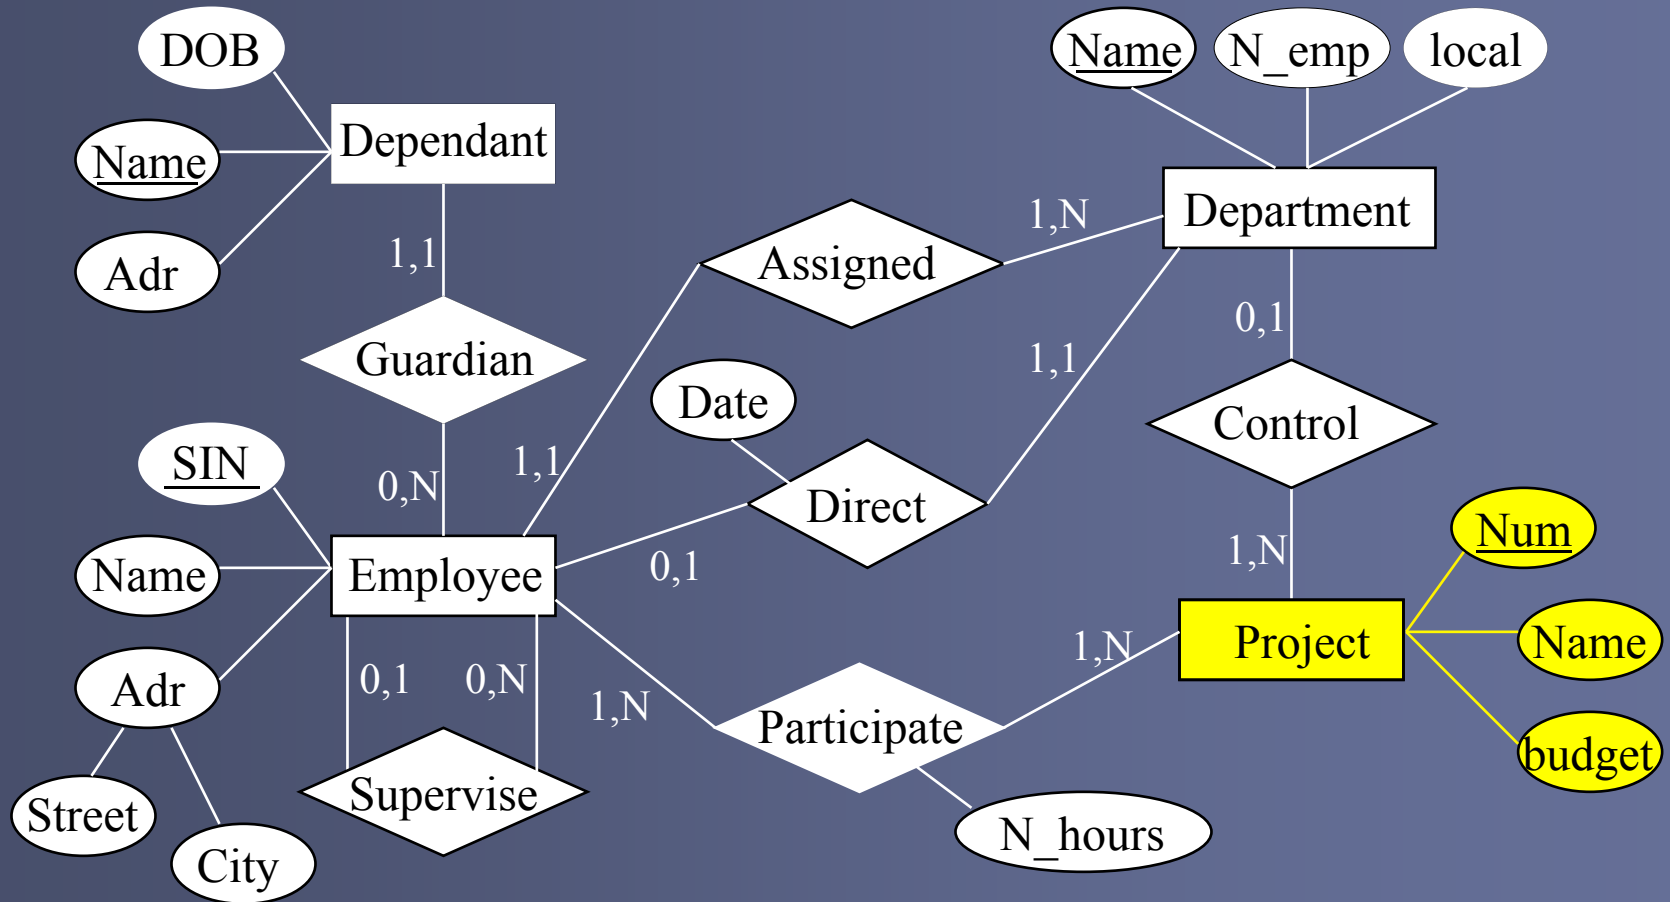 DOB
Name
N_emp
local
Dependant
Name
Department
Adr
1,1
Assigned
1,N
0,1
Guardian
1,1
Date
Control
SIN
0,N
1,1
Direct
Num
Name
Employee
0,1
1,N
Project
Name
Adr
0,1
0,N
1,N
1,N
Participate
budget
Street
Supervise
N_hours
City